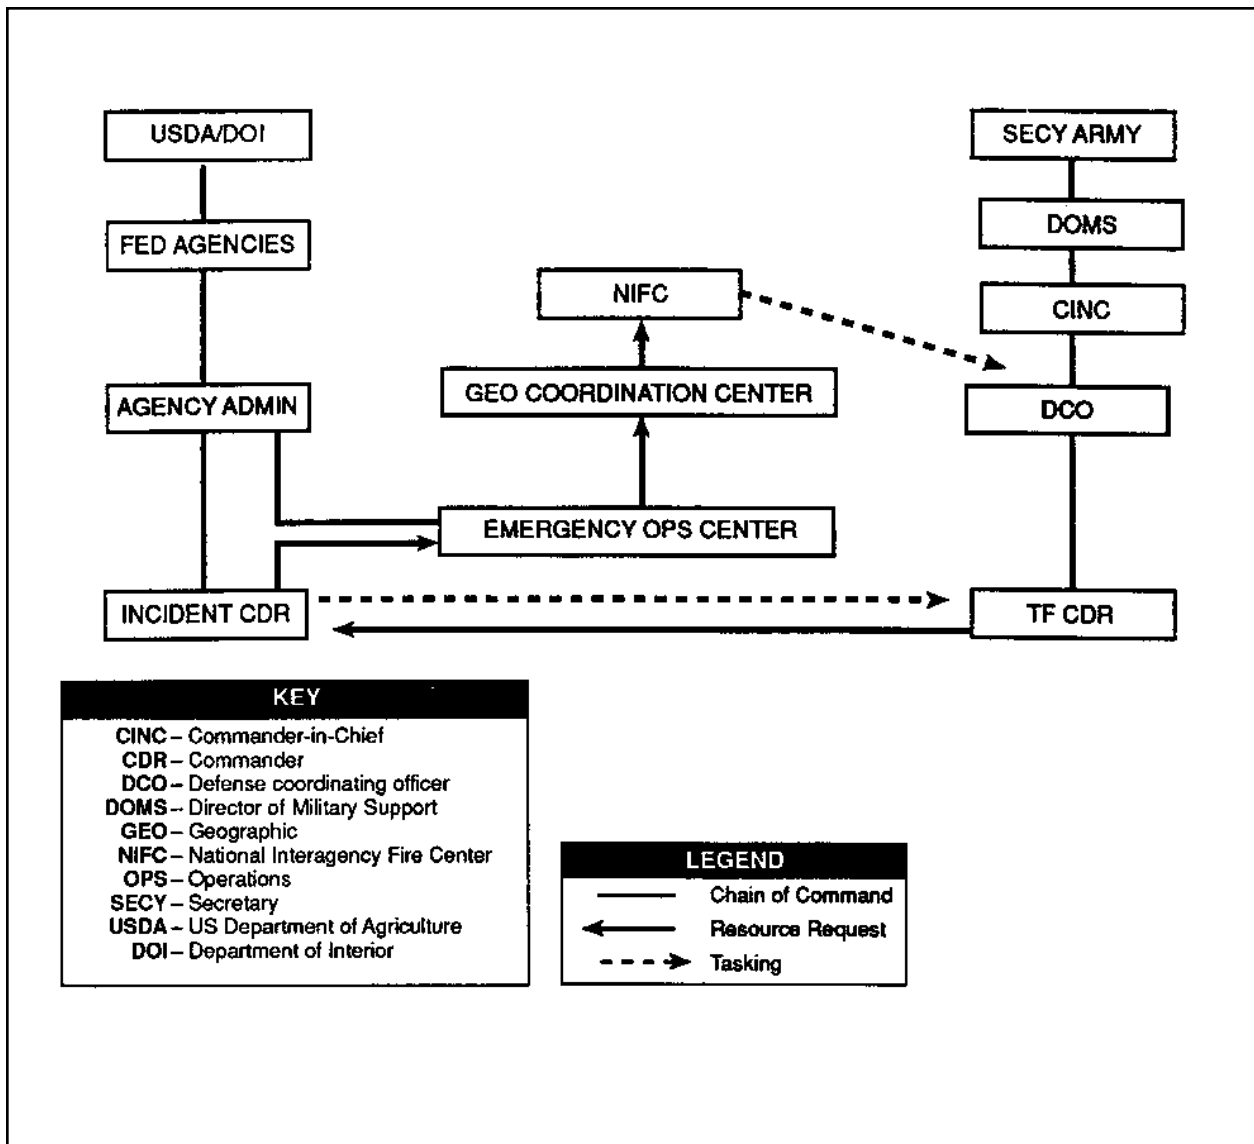 USDA/DOI
SECY ARMY
FED AGENCIES
DOMS
NIFC
CINC
AGENCY ADMIN
GEO COORDINATION CENTER
DCO
EMERGENCY OPS CENTER
INCIDENT CDR
TF CDR
KEY
CINC – Commander-in-Chief
CDR – Commander
DCO – Defense coordinating officer
DOMS – Director of Military Support
GEO – Geographic
NIFC – National Interagency Fire Center
OPS – Operations
SECY – Secretary
USDA – US Department of Agriculture
DOI – Department of Interior
LEGEND
Chain of Command
Resource Request
Tasking